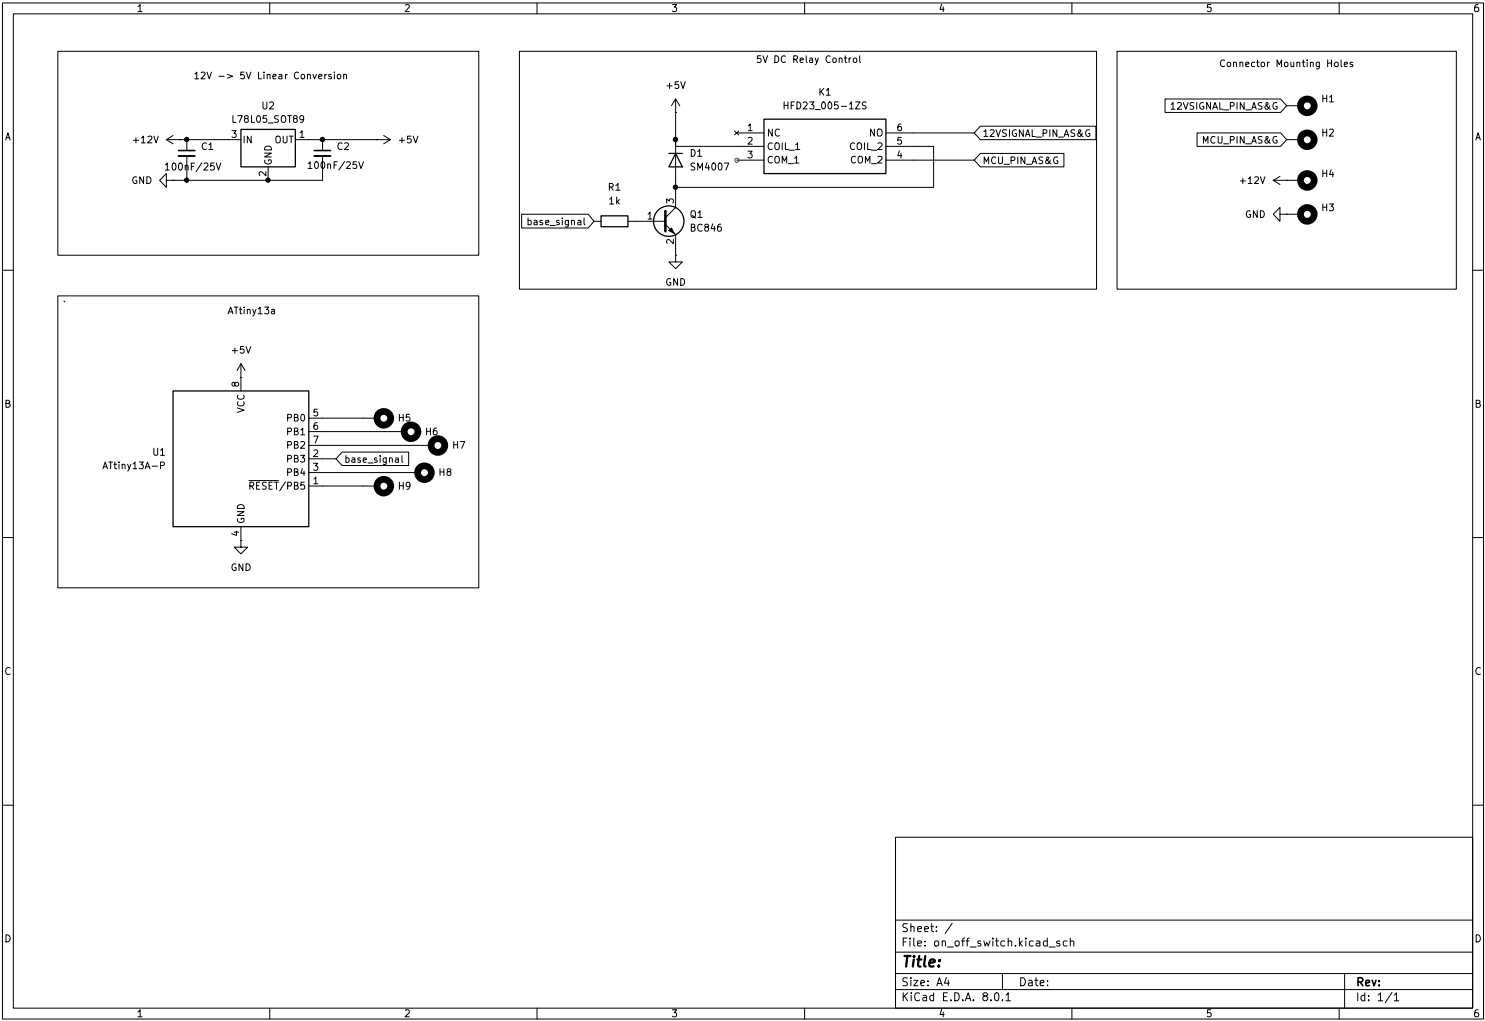 1 2 3 4 5 6
A A
B B
C C
D D
12V -> 5V Linear Conversion
U2
L78L05_SOT89
+12V 3 IN OUT 1 +5V
C1 C2
GND
100nF/25V 100nF/25V
2
GND
5V DC Relay Control
+5V
K1
HFD23_005-1ZS
1 NC NO 6 12VSIGNAL_PIN_AS&G
2 COIL_1 COIL_2 5
3 COM_1 COM_2 4 MCU_PIN_AS&G
D1
SM4007
R1
1k
base_signal 1 3 2
Q1
BC846
GND
Connector Mounting Holes
12VSIGNAL_PIN_AS&G H1
MCU_PIN_AS&G H2
+12V H4
GND H3
ATtiny13a
+5V
8
VCC
U1
ATtiny13A-P
PB0 5 H5
PB1 6 H6
PB2 7 H7
PB3 2 base_signal
PB4 3 H8
RESET/PB5 1 H9
GND
4
GND
Sheet: /
File: on_off_switch.kicad_sch
Title:
Size: A4 Date: Rev:
KiCad E.D.A. 8.0.1 Id: 1/1
1 2 3 4 5 6